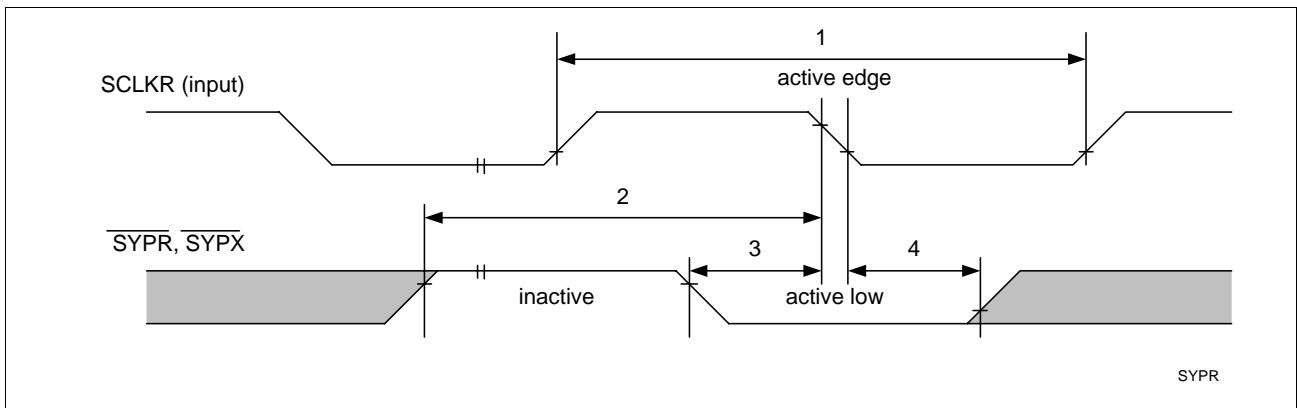 1
SCLKR (input)
active edge
2
SYPR, SYPX
3
4
inactive
active low
SYPR